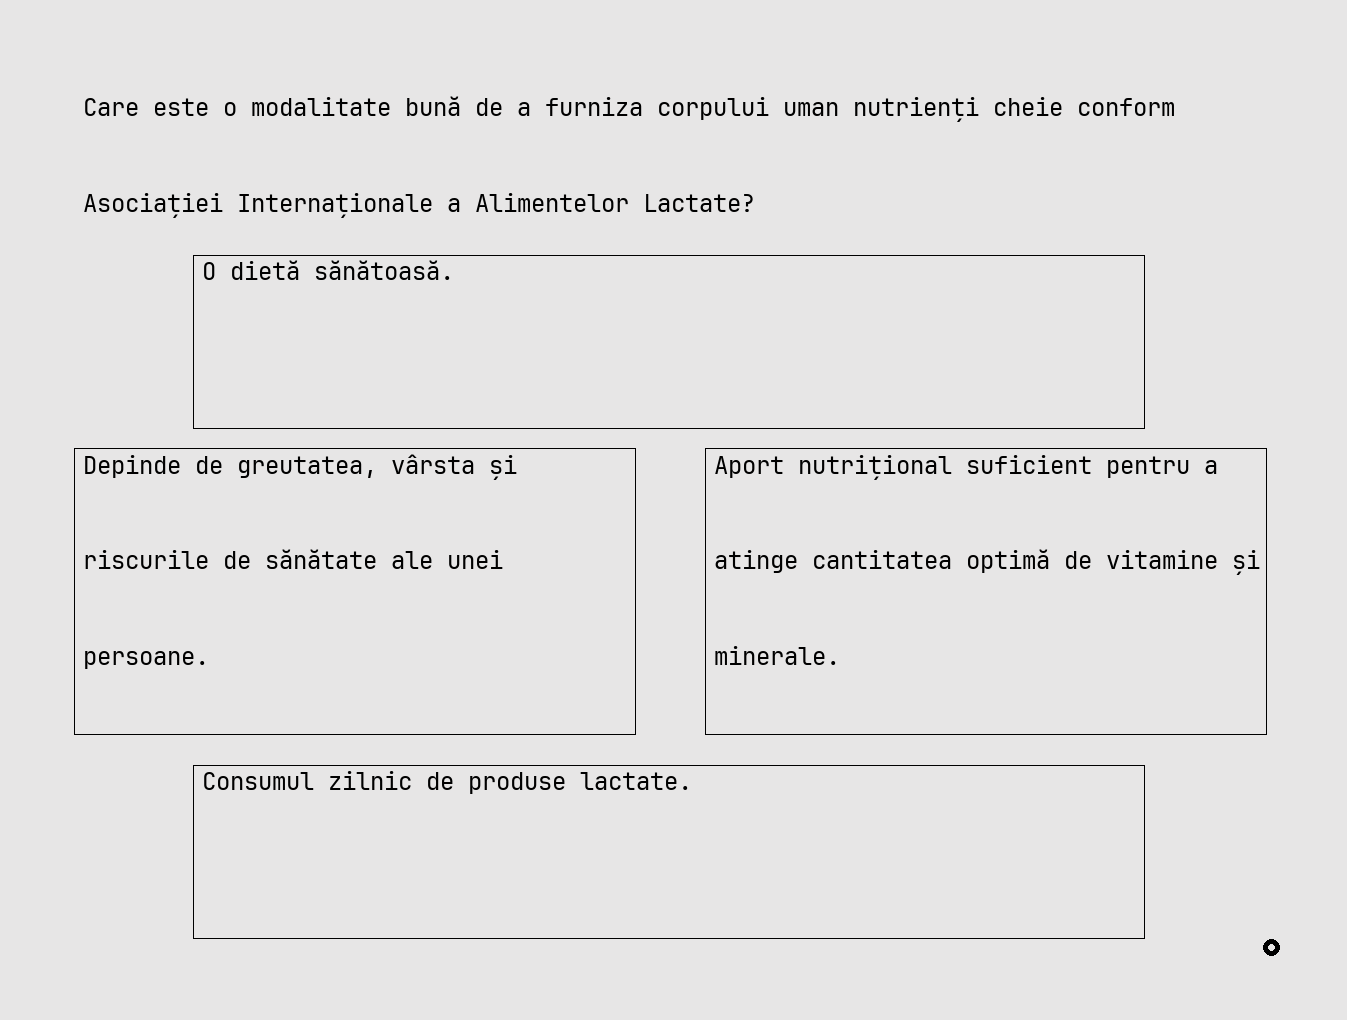 Care este o modalitate bună de a furniza corpului uman nutrienți cheie conform
Asociației Internaționale a Alimentelor Lactate?
O dietă sănătoasă.
Depinde de greutatea, vârsta și
riscurile de sănătate ale unei
persoane.
Aport nutrițional suficient pentru a
atinge cantitatea optimă de vitamine și
minerale.
Consumul zilnic de produse lactate.